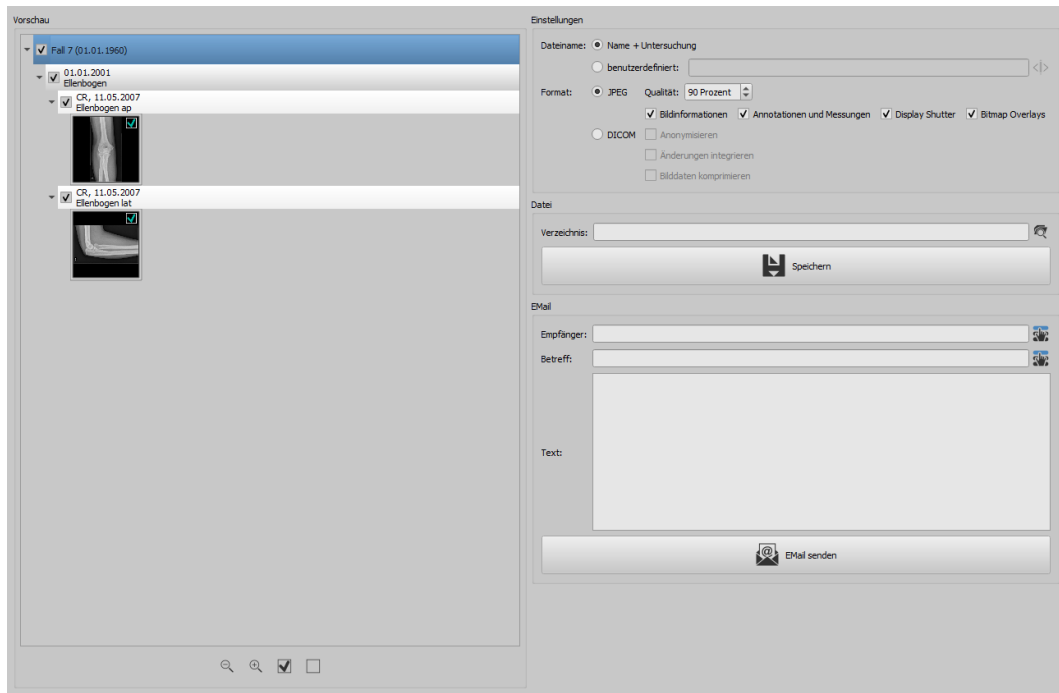 Vorschau
Fall 7 (01.01.1960)
01.01.2001
Ellenbogen
CR, 11.05.2007
Ellenbogen ap
CR, 11.05.2007
Ellenbogen lat
Einstellungen
Dateiname: Name + Untersuchung
benutzerdefiniert:
Format: JPEG Qualität: 90 Prozent
Bildinformationen Annotationen und Messungen Display Shutter Bitmap Overlays
DICOM Anonymisieren
Änderungen integrieren
Bilddaten komprimieren
Datei
Verzeichnis:
Speichern
EMail
Empfänger:
Betreff:
Text:
EMail senden